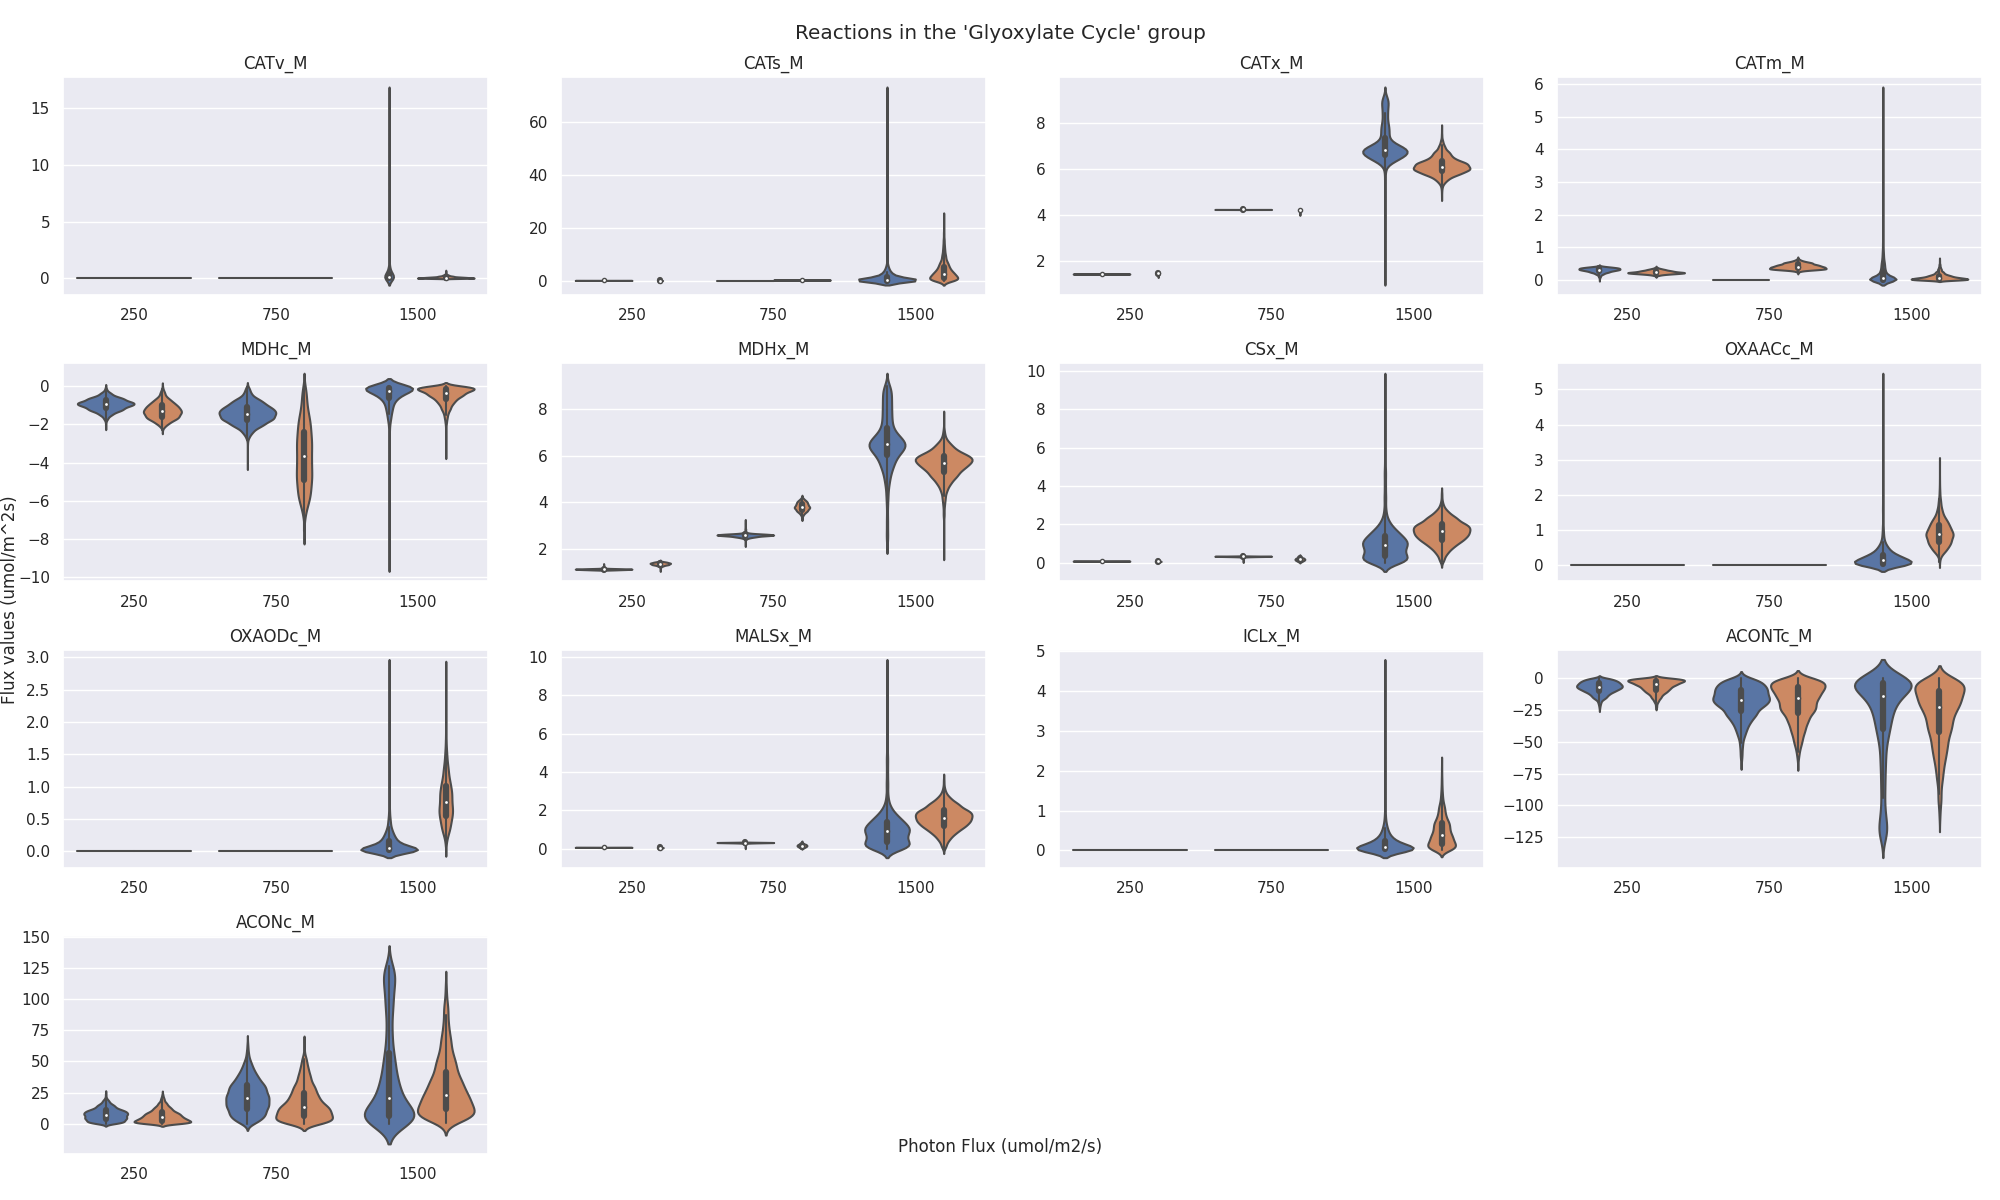 Reactions in the 'Glyoxylate Cycle' group
CATv_M
15
10
5
0
250 750 1500
CATs_M
60
40
20
0
250 750 1500
CATx_M
8
6
4
2
250 750 1500
CATm_M
6
5
4
3
2
1
0
250 750 1500
MDHc_M
0
−2
−4
−6
−8
−10
250 750 1500
MDHx_M
8
6
4
2
250 750 1500
CSx_M
10
8
6
4
2
0
250 750 1500
OXAACc_M
5
4
3
2
1
0
250 750 1500
Flux values (umol/m^2s)
OXAODc_M
3.0
2.5
2.0
1.5
1.0
0.5
0.0
250 750 1500
MALSx_M
10
8
6
4
2
0
250 750 1500
ICLx_M
5
4
3
2
1
0
250 750 1500
ACONTc_M
0
−25
−50
−75
−100
−125
250 750 1500
ACONc_M
150
125
100
75
50
25
0
250 750 1500
Photon Flux (umol/m2/s)